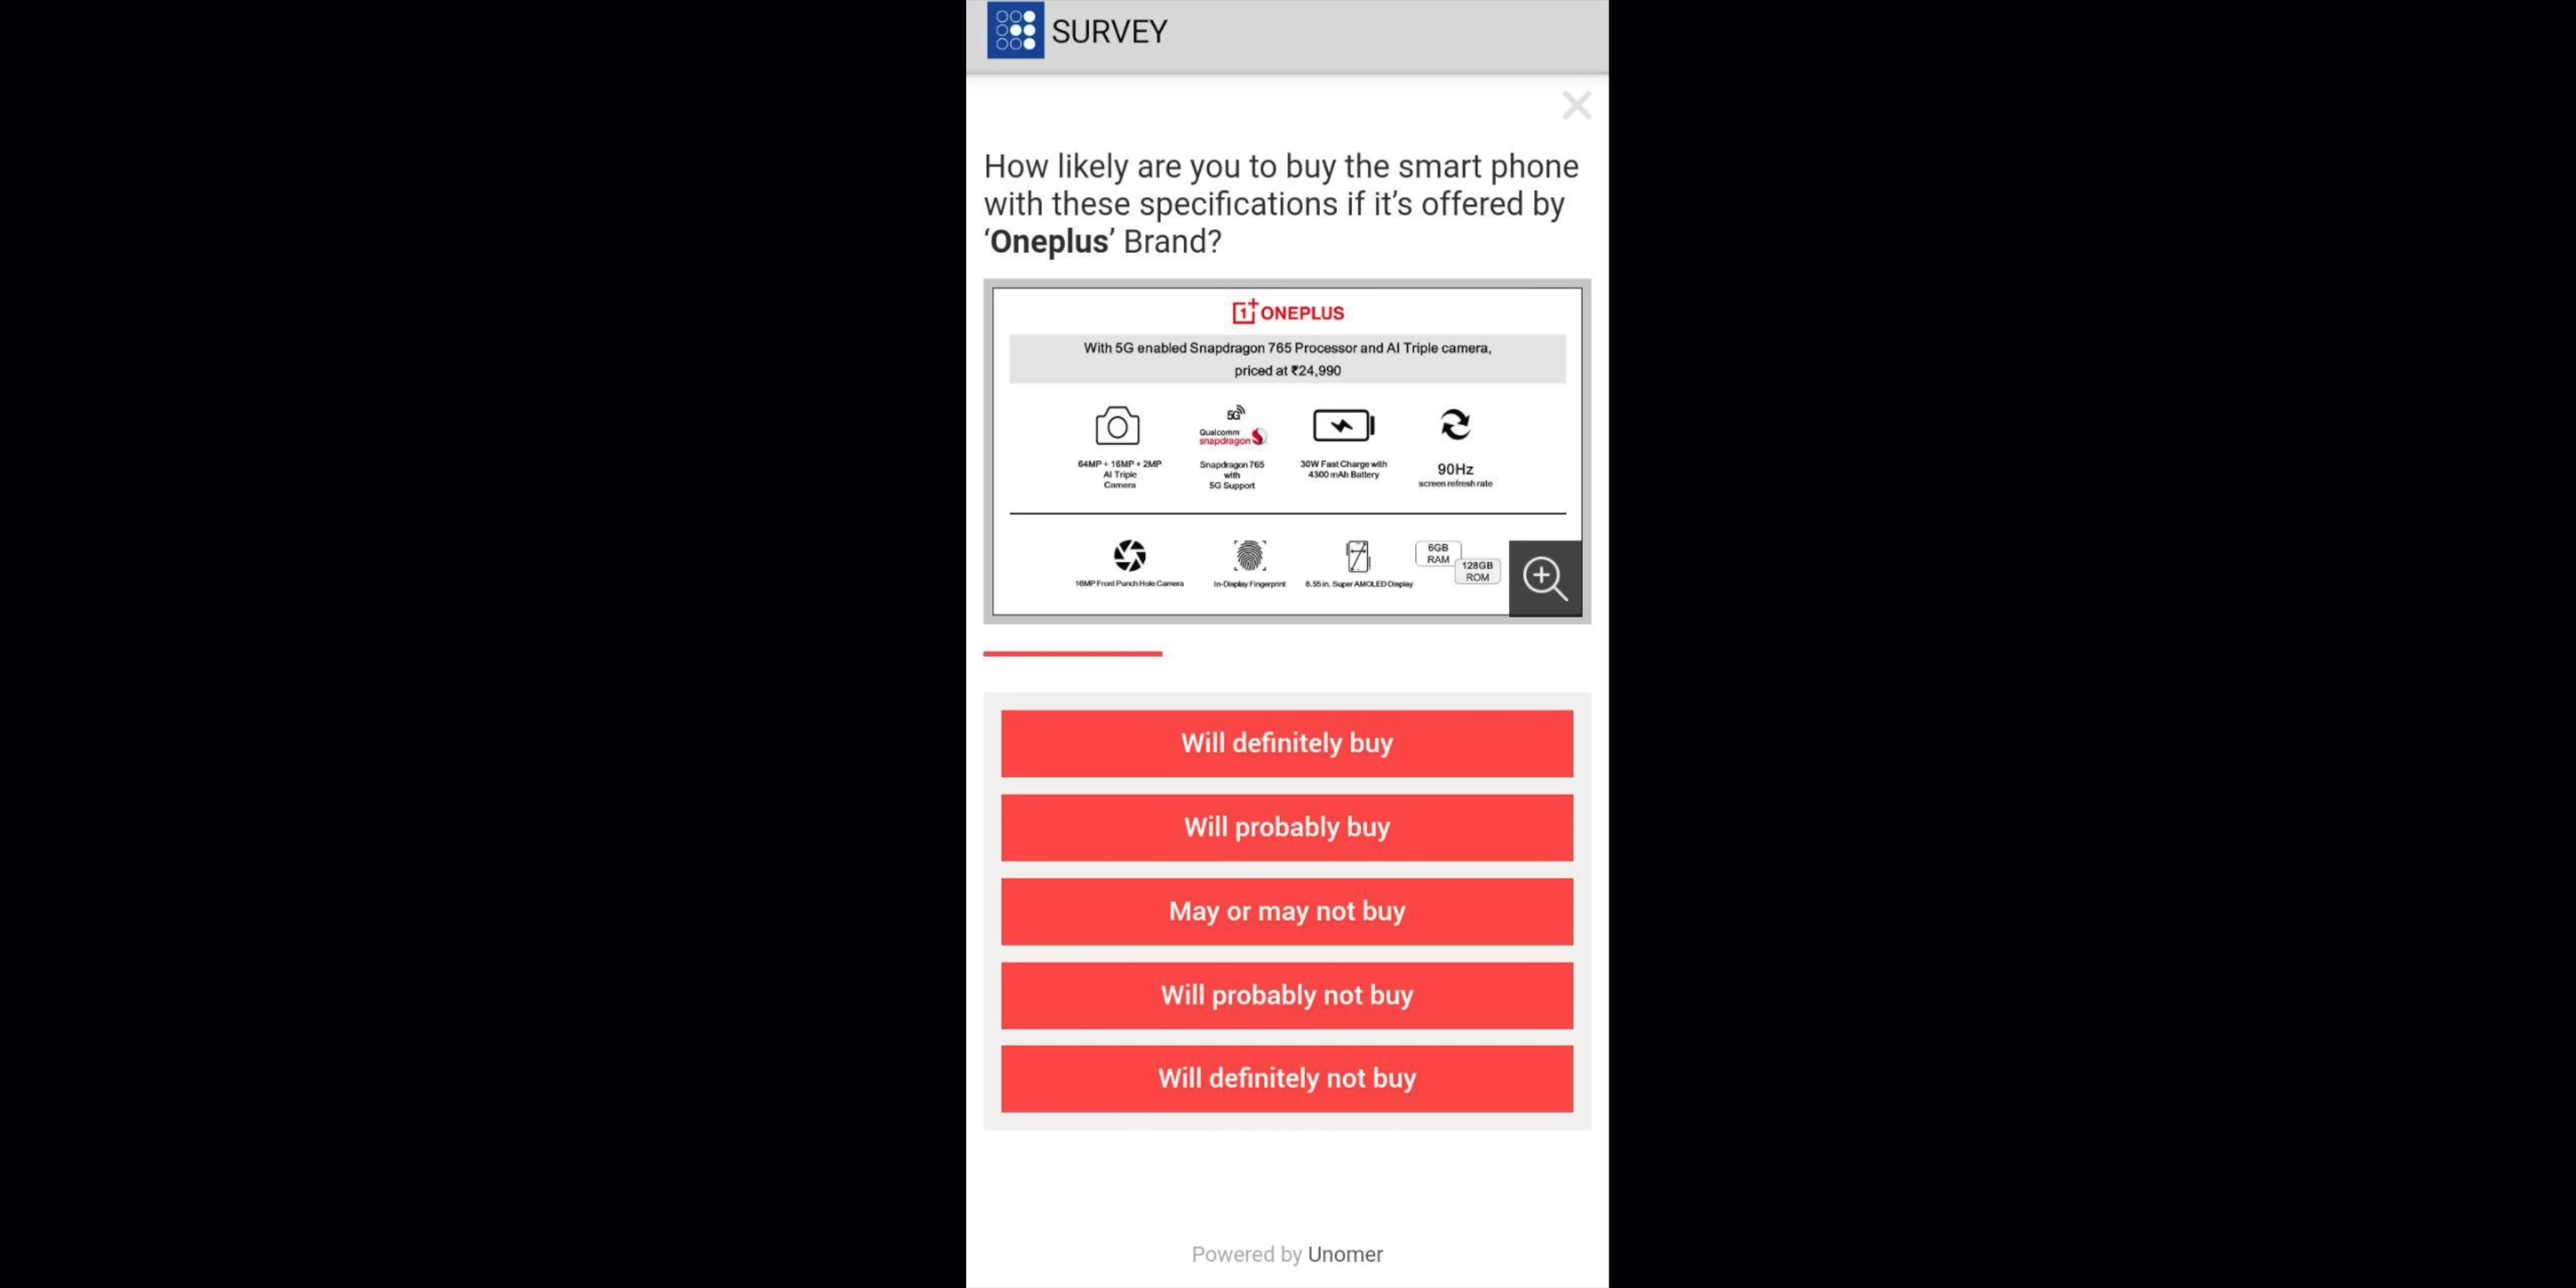 SURVEY
How likely are you to buy the smart phone
with these specifications if it’s offered by
‘Oneplus’ Brand?
1+ ONEPLUS
With 5G enabled Snapdragon 765 Processor and AI Triple camera,
priced at ₹24,990
64MP + 16MP + 2MP
AI Triple
Camera
5G
Qualcomm
snapdragon
Snapdragon 765
with
5G Support
30W Fast Charge with
4300 mAh Battery
90Hz
screen refresh rate
16MP Front Punch Hole Camera
In-Display Fingerprint
6.55 in. Super AMOLED Display
6GB
RAM
128GB
ROM
Will definitely buy
Will probably buy
May or may not buy
Will probably not buy
Will definitely not buy
Powered by Unomer